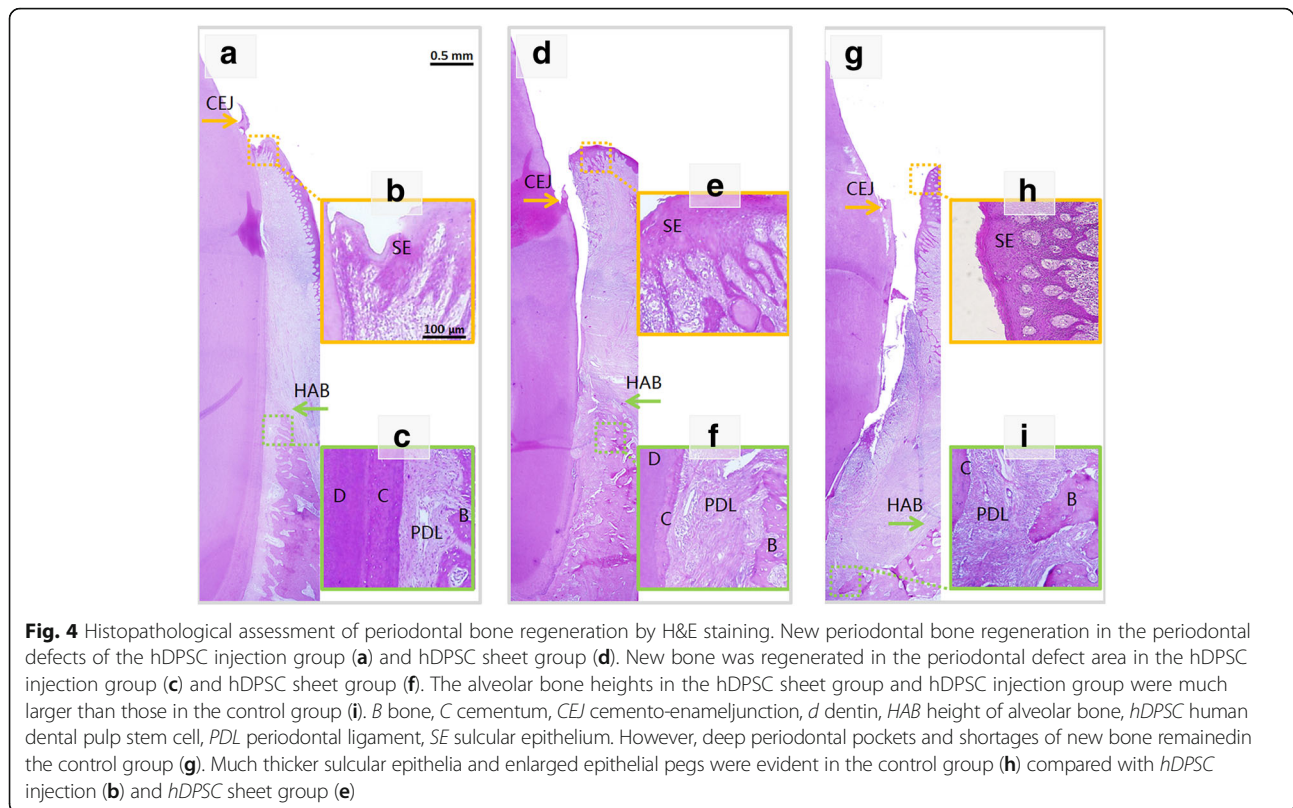 a
0.5 mm
CEJ
b
SE
100 μm
HAB
c
D
C
PDL
B
d
CEJ
e
SE
HAB
f
D
C
PDL
B
g
CEJ
h
SE
HAB
i
C
PDL
B
Fig. 4 Histopathological assessment of periodontal bone regeneration by H&E staining. New periodontal bone regeneration in the periodontal
defects of the hDPSC injection group (a) and hDPSC sheet group (d). New bone was regenerated in the periodontal defect area in the hDPSC
injection group (c) and hDPSC sheet group (f). The alveolar bone heights in the hDPSC sheet group and hDPSC injection group were much
larger than those in the control group (i). B bone, C cementum, CEJ cemento-enameljunction, d dentin, HAB height of alveolar bone, hDPSC human
dental pulp stem cell, PDL periodontal ligament, SE sulcular epithelium. However, deep periodontal pockets and shortages of new bone remainedin
the control group (g). Much thicker sulcular epithelia and enlarged epithelial pegs were evident in the control group (h) compared with hDPSC
injection (b) and hDPSC sheet group (e)